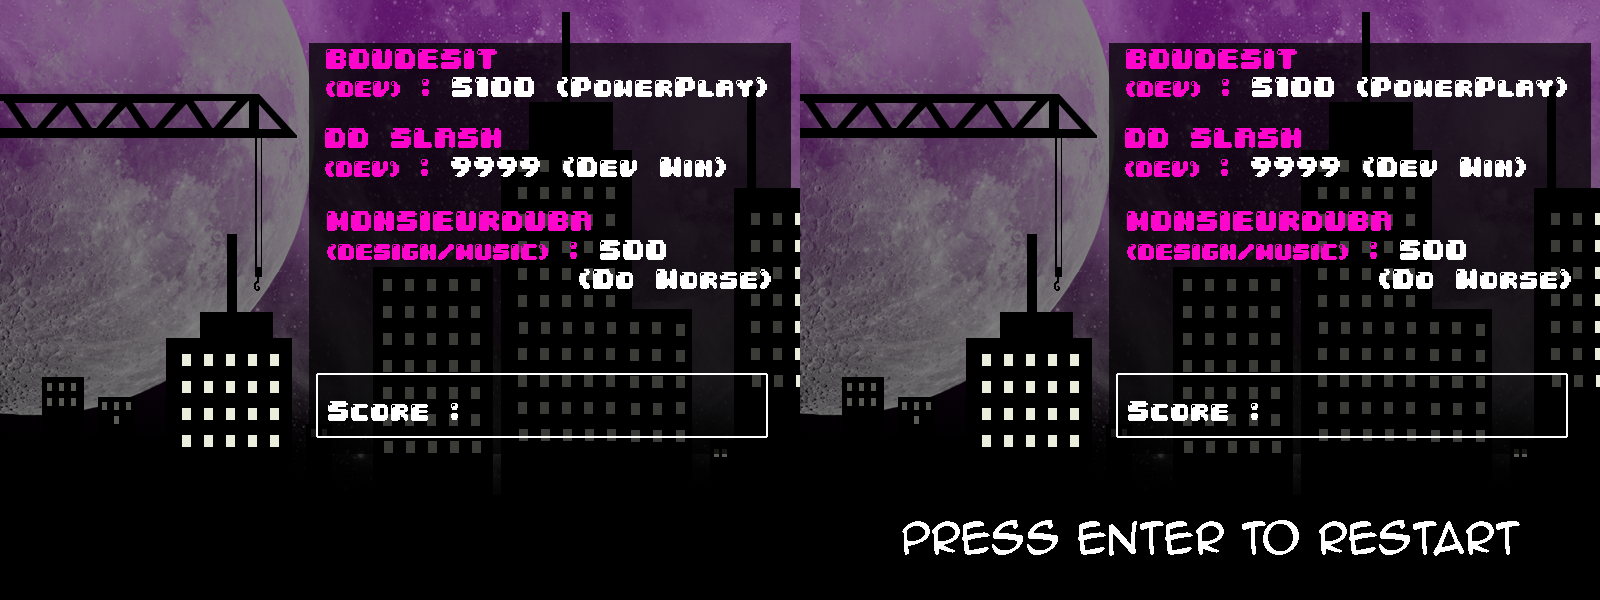 BOUDESIT
(DEV) : 5100 (POWERPLAY)
DD SLASH
(DEV) : 9999 (DEV WIN)
MONSIEURDUBA
(DESIGN/MUSIC) : 500
(DO WORSE)
SCORE :
BOUDESIT
(DEV) : 5100 (POWERPLAY)
DD SLASH
(DEV) : 9999 (DEV WIN)
MONSIEURDUBA
(DESIGN/MUSIC) : 500
(DO WORSE)
SCORE :
PRESS ENTER TO RESTART